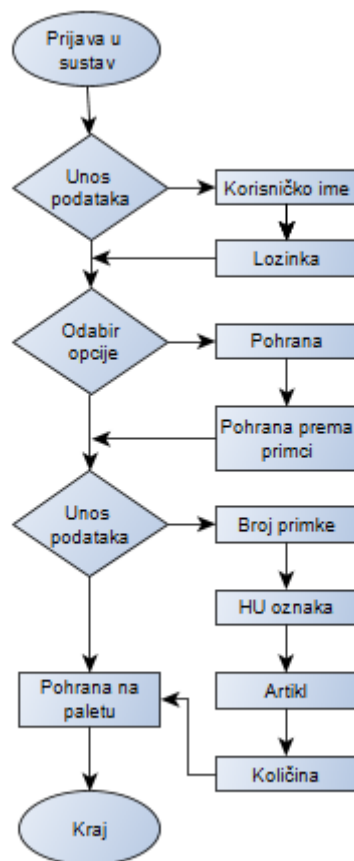 Prijava u
sustav
Unos
podataka
Korisničko ime
Lozinka
Odabir
opcije
Pohrana
Pohrana prema
primci
Unos
podataka
Broj primke
HU oznaka
Artikl
Pohrana na
paletu
Količina
Kraj